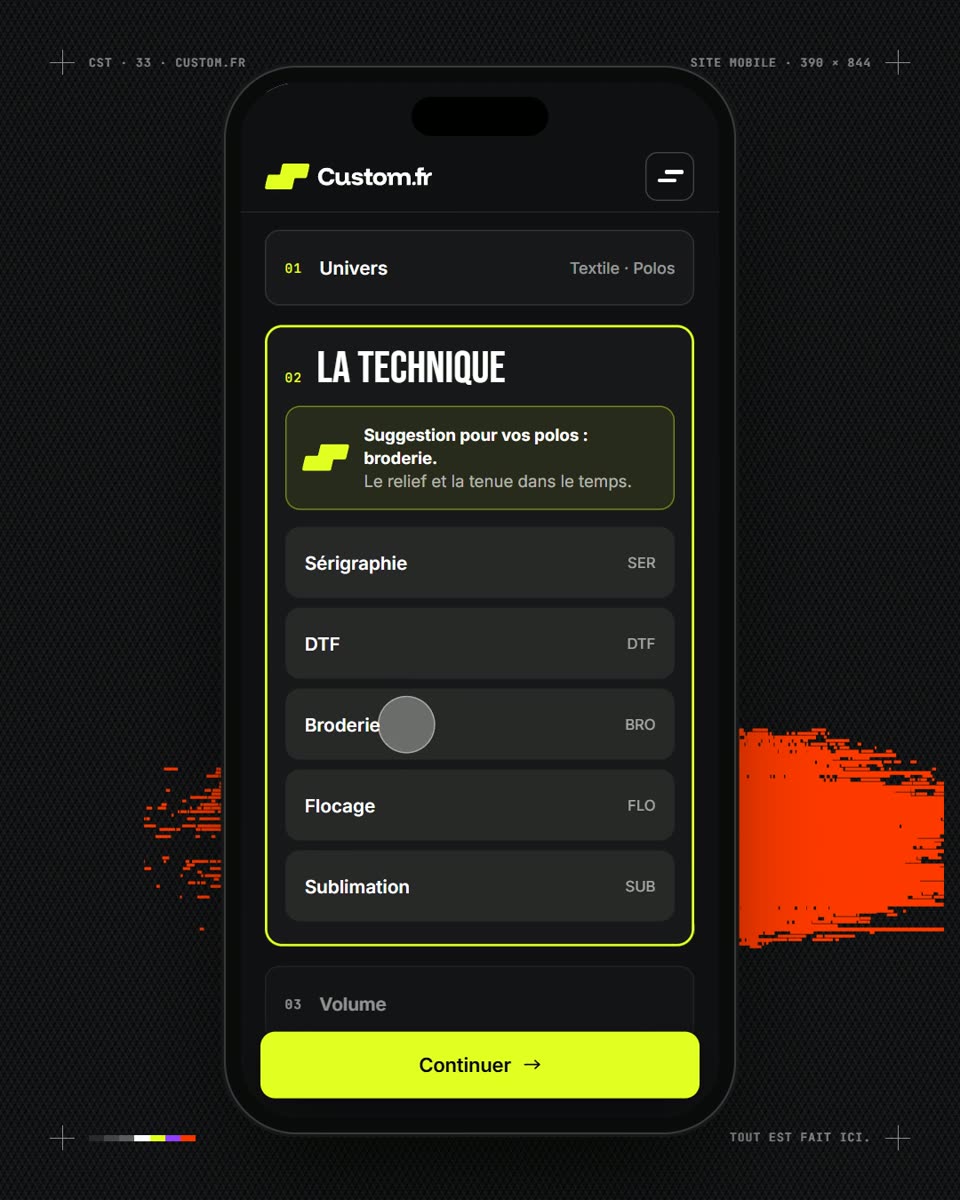 CST · 33 · CUSTOM.FR
SITE MOBILE · 390 × 844
Custom.fr
01 Univers Textile · Polos
02 LA TECHNIQUE
Suggestion pour vos polos :
broderie.
Le relief et la tenue dans le temps.
Sérigraphie SER
DTF DTF
Broderie BRO
Flocage FLO
Sublimation SUB
03 Volume
Continuer →
TOUT EST FAIT ICI.